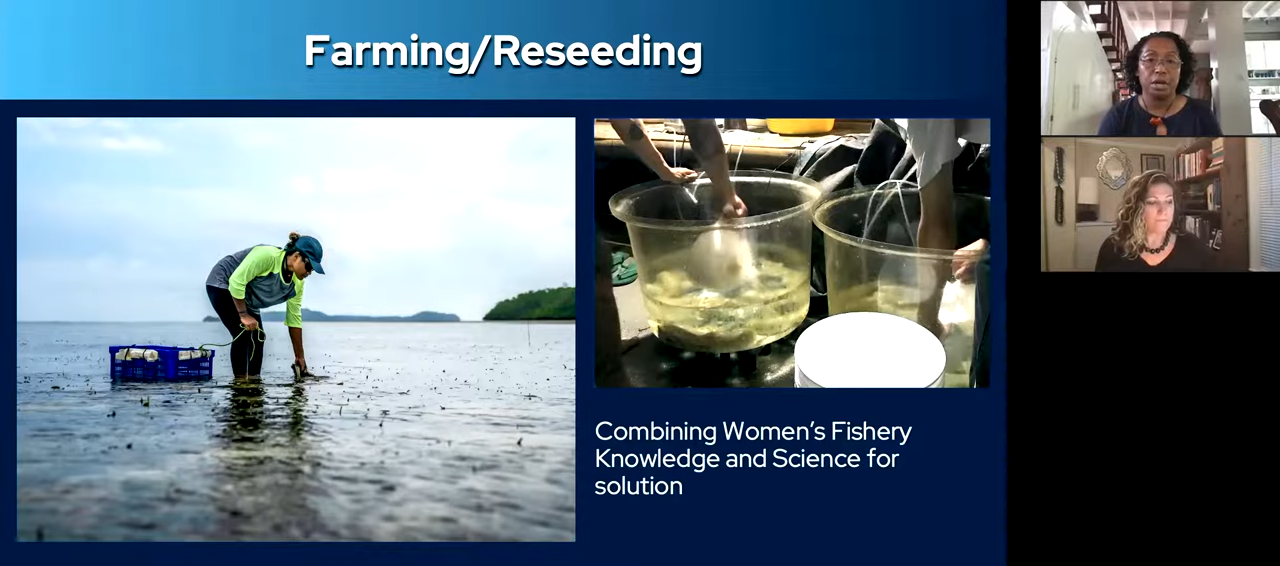 Farming/Reseeding
Combining Women's Fishery
Knowledge and Science for
solution